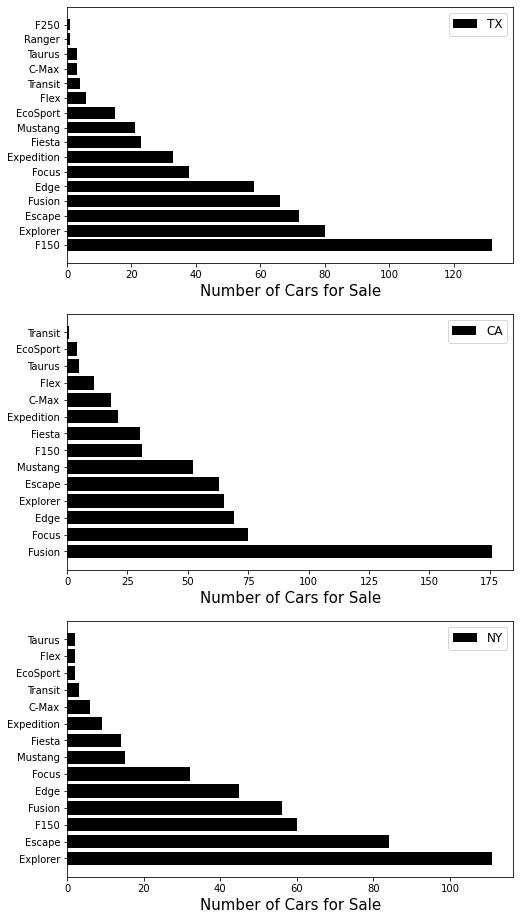 F250
Ranger
Taurus
C-Max
Transit
Flex
EcoSport
Mustang
Fiesta
Expedition
Focus
Edge
Fusion
Escape
Explorer
F150
TX
0 20 40 60 80 100 120
Number of Cars for Sale
Transit
EcoSport
Taurus
Flex
C-Max
Expedition
Fiesta
F150
Mustang
Escape
Explorer
Edge
Focus
Fusion
CA
0 25 50 75 100 125 150 175
Number of Cars for Sale
Taurus
Flex
EcoSport
Transit
C-Max
Expedition
Fiesta
Mustang
Focus
Edge
Fusion
F150
Escape
Explorer
NY
0 20 40 60 80 100
Number of Cars for Sale